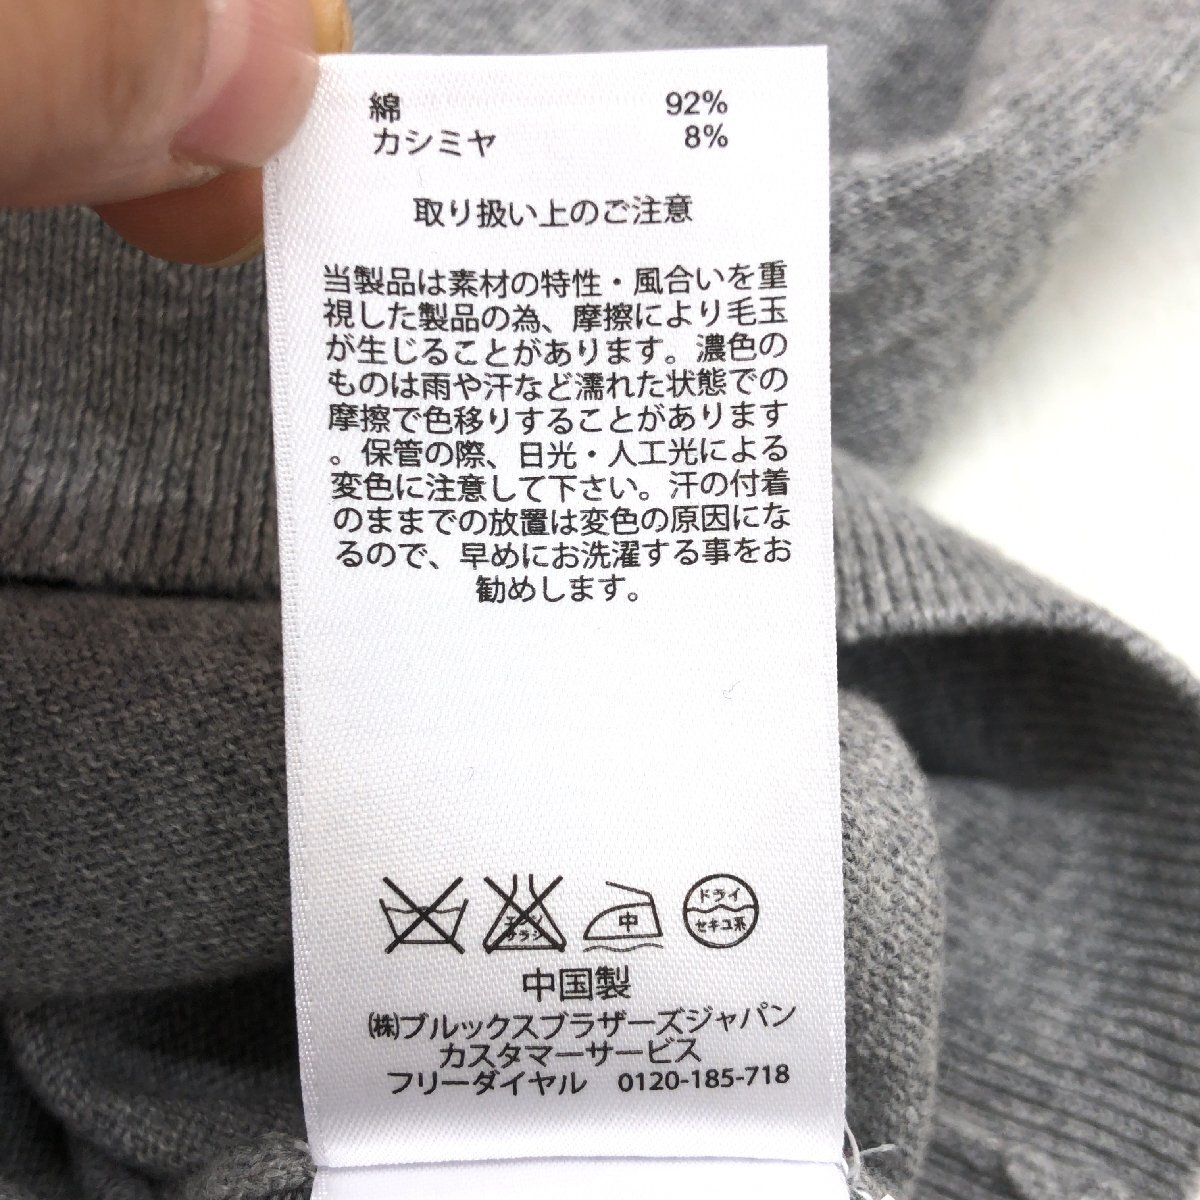 綿 92%
カシミヤ 8%
取り扱い上のご注意
当製品は素材の特性・風合いを重
視した製品の為、摩擦により毛玉
が生じることがあります。濃色の
ものは雨や汗など濡れた状態での
摩擦で色移りすることがあります
。保管の際、日光・人工光による
変色に注意して下さい。汗の付着
のままでの放置は変色の原因にな
るので、早めにお洗濯する事をお
勧めします。
エンソ
サラシ
中
ドライ
セキユ系
中国製
㈱ブルックスブラザーズジャパン
カスタマーサービス
フリーダイヤル 0120-185-718